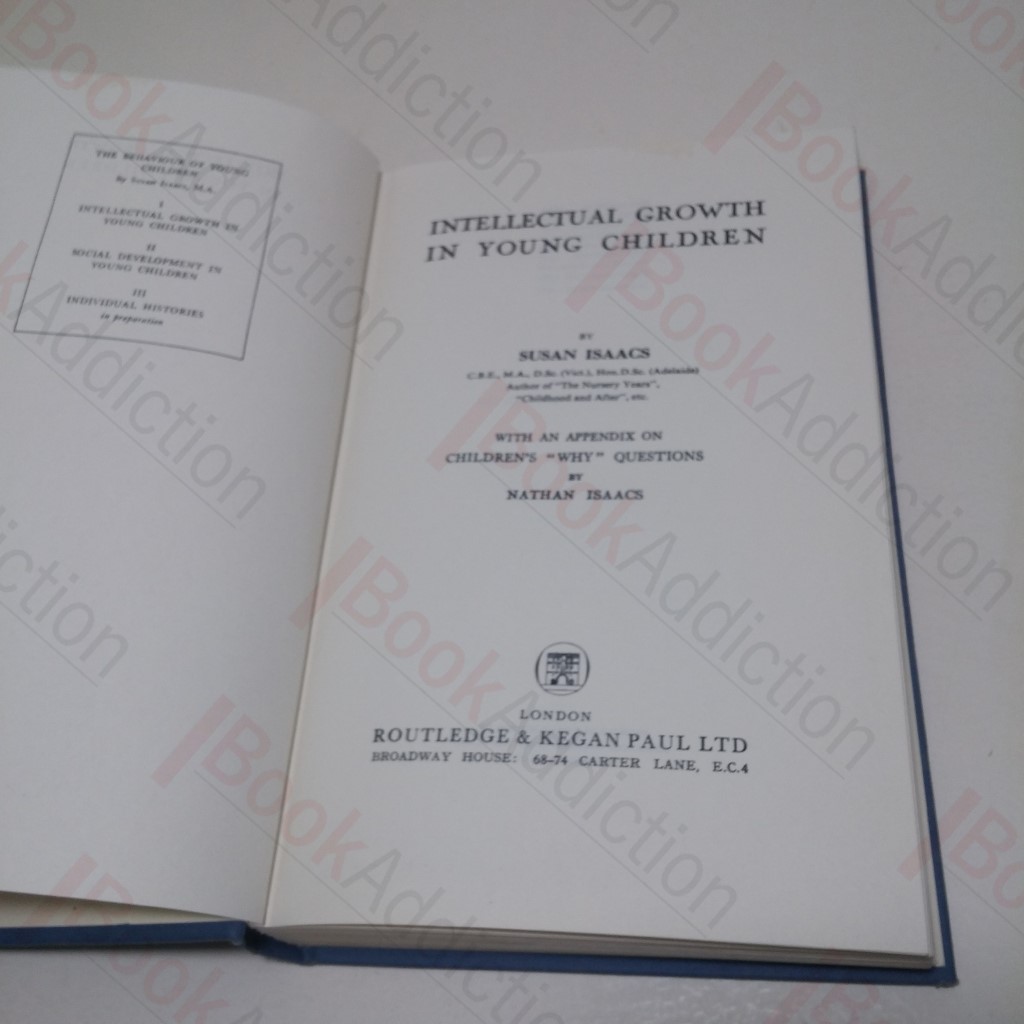 THE BEHAVIOUR OF YOUNG
CHILDREN
By SUSAN ISAACS, M.A.
I
INTELLECTUAL GROWTH IN
YOUNG CHILDREN
II
SOCIAL DEVELOPMENT IN
YOUNG CHILDREN
III
INDIVIDUAL HISTORIES
in preparation
INTELLECTUAL GROWTH
IN YOUNG CHILDREN
BY
SUSAN ISAACS
C.B.E., M.A., D.Sc. (Vict.), Hon. D.Sc. (Adelaide)
Author of "The Nursery Years",
"Childhood and After", etc.
WITH AN APPENDIX ON
CHILDREN'S "WHY" QUESTIONS
BY
NATHAN ISAACS
LONDON
ROUTLEDGE & KEGAN PAUL LTD
BROADWAY HOUSE: 68–74 CARTER LANE, E.C.4
BookAddiction